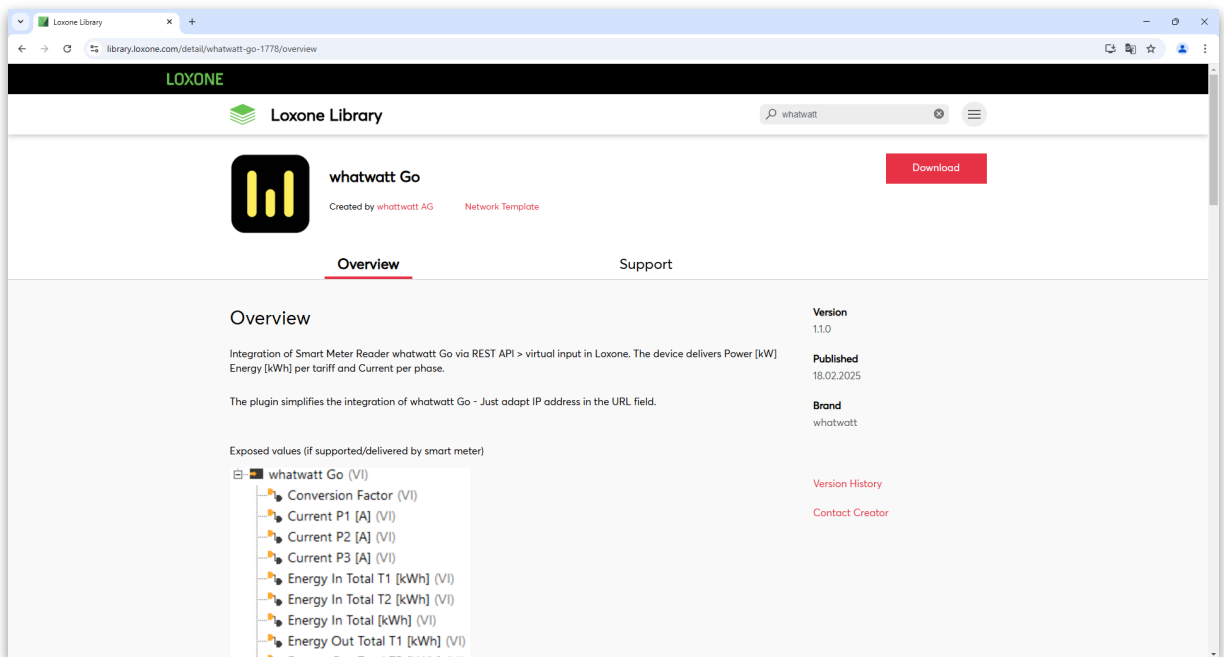 Loxone Library
library.loxone.com/detail/whatwatt-go-1778/overview
LOXONE
Loxone Library
whatwatt
whatwatt Go
Download
Created by whattwatt AG Network Template
Overview Support
Overview
Version
1.1.0
Integration of Smart Meter Reader whatwatt Go via REST API > virtual input in Loxone. The device delivers Power [kW]
Energy [kWh] per tariff and Current per phase.
Published
18.02.2025
The plugin simplifies the integration of whatwatt Go - Just adapt IP address in the URL field.
Brand
whatwatt
Exposed values (if supported/delivered by smart meter)
whatwatt Go (VI)
Conversion Factor (VI)
Current P1 [A] (VI)
Current P2 [A] (VI)
Current P3 [A] (VI)
Energy In Total T1 [kWh] (VI)
Energy In Total T2 [kWh] (VI)
Energy In Total [kWh] (VI)
Energy Out Total T1 [kWh] (VI)
Version History
Contact Creator